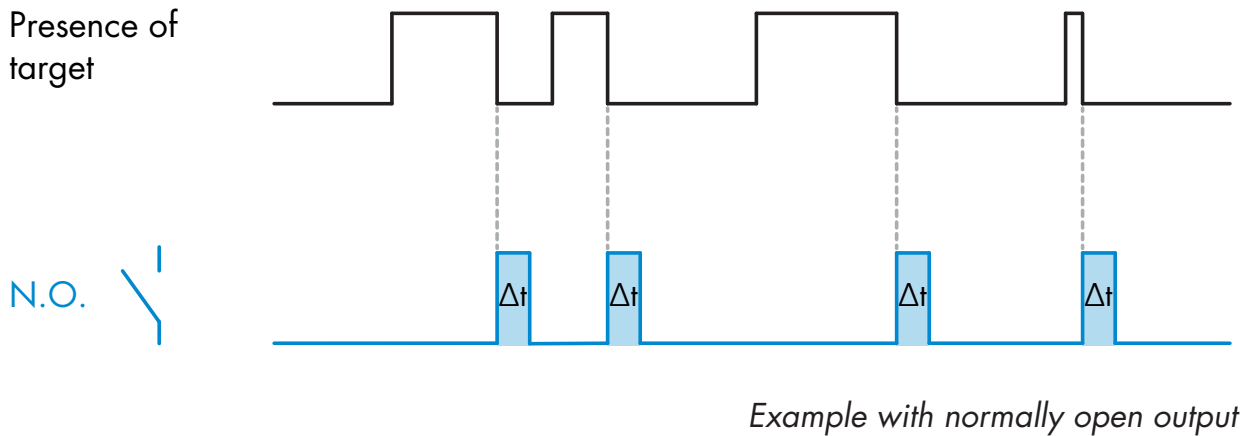 Presence of
target
N.O.
Δt Δt Δt Δt
Example with normally open output